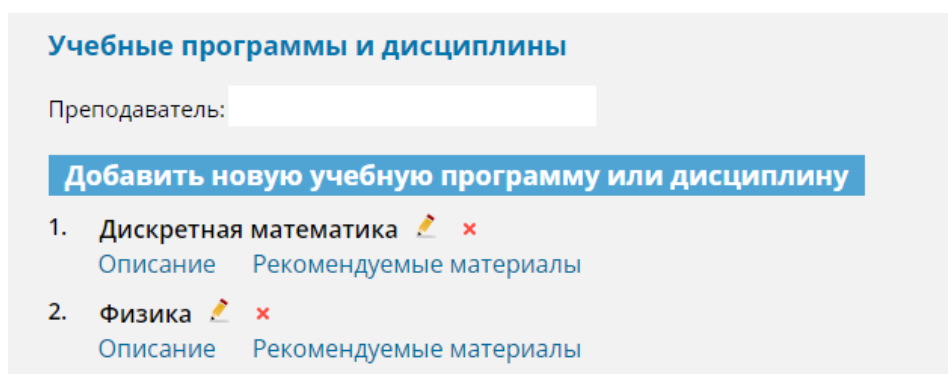 Учебные программы и дисциплины
Преподаватель:
Добавить новую учебную программу или дисциплину
1. Дискретная математика
Описание Рекомендуемые материалы
2. Физика
Описание Рекомендуемые материалы